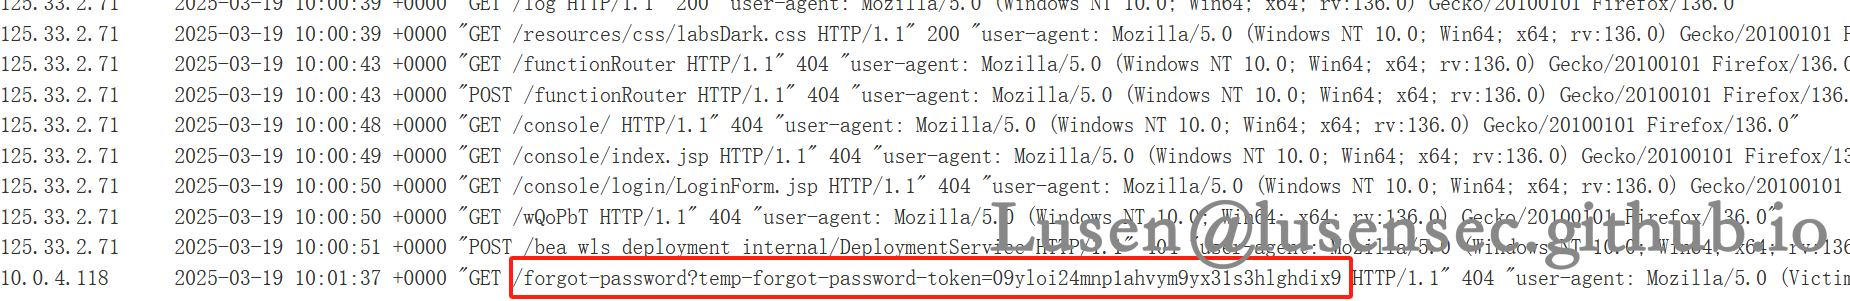 125.33.2.71 2025-03-19 10:00:39 +0000 "GET /log HTTP/1.1" 200 "user-agent: Mozilla/5.0 (Windows NT 10.0; Win64; x64; rv:136.0) Gecko/20100101 Firefox/136.0"
125.33.2.71 2025-03-19 10:00:39 +0000 "GET /resources/css/labsDark.css HTTP/1.1" 200 "user-agent: Mozilla/5.0 (Windows NT 10.0; Win64; x64; rv:136.0) Gecko/20100101 F
125.33.2.71 2025-03-19 10:00:43 +0000 "GET /functionRouter HTTP/1.1" 404 "user-agent: Mozilla/5.0 (Windows NT 10.0; Win64; x64; rv:136.0) Gecko/20100101 Firefox/136.0
125.33.2.71 2025-03-19 10:00:43 +0000 "POST /functionRouter HTTP/1.1" 404 "user-agent: Mozilla/5.0 (Windows NT 10.0; Win64; x64; rv:136.0) Gecko/20100101 Firefox/136.
125.33.2.71 2025-03-19 10:00:48 +0000 "GET /console/ HTTP/1.1" 404 "user-agent: Mozilla/5.0 (Windows NT 10.0; Win64; x64; rv:136.0) Gecko/20100101 Firefox/136.0"
125.33.2.71 2025-03-19 10:00:49 +0000 "GET /console/index.jsp HTTP/1.1" 404 "user-agent: Mozilla/5.0 (Windows NT 10.0; Win64; x64; rv:136.0) Gecko/20100101 Firefox/13
125.33.2.71 2025-03-19 10:00:50 +0000 "GET /console/login/LoginForm.jsp HTTP/1.1" 404 "user-agent: Mozilla/5.0 (Windows NT 10.0; Win64; x64; rv:136.0) Gecko/20100101
125.33.2.71 2025-03-19 10:00:50 +0000 "GET /wQoPbT HTTP/1.1" 404 "user-agent: Mozilla/5.0 (Windows NT 10.0; Win64; x64; rv:136.0) Gecko/20100101 Firefox/136.0"
125.33.2.71 2025-03-19 10:00:51 +0000 "POST /bea_wls_deployment_internal/DeploymentService HTTP/1.1" 404 "user-agent: Mozilla/5.0 (Windows NT 10.0; Win64; x64; rv:136
10.0.4.118 2025-03-19 10:01:37 +0000 "GET /forgot-password?temp-forgot-password-token=09yloi24mnplahvym9yx31s3hlghdix9 HTTP/1.1" 404 "user-agent: Mozilla/5.0 (Victim
Lusen@lusensec.github.io